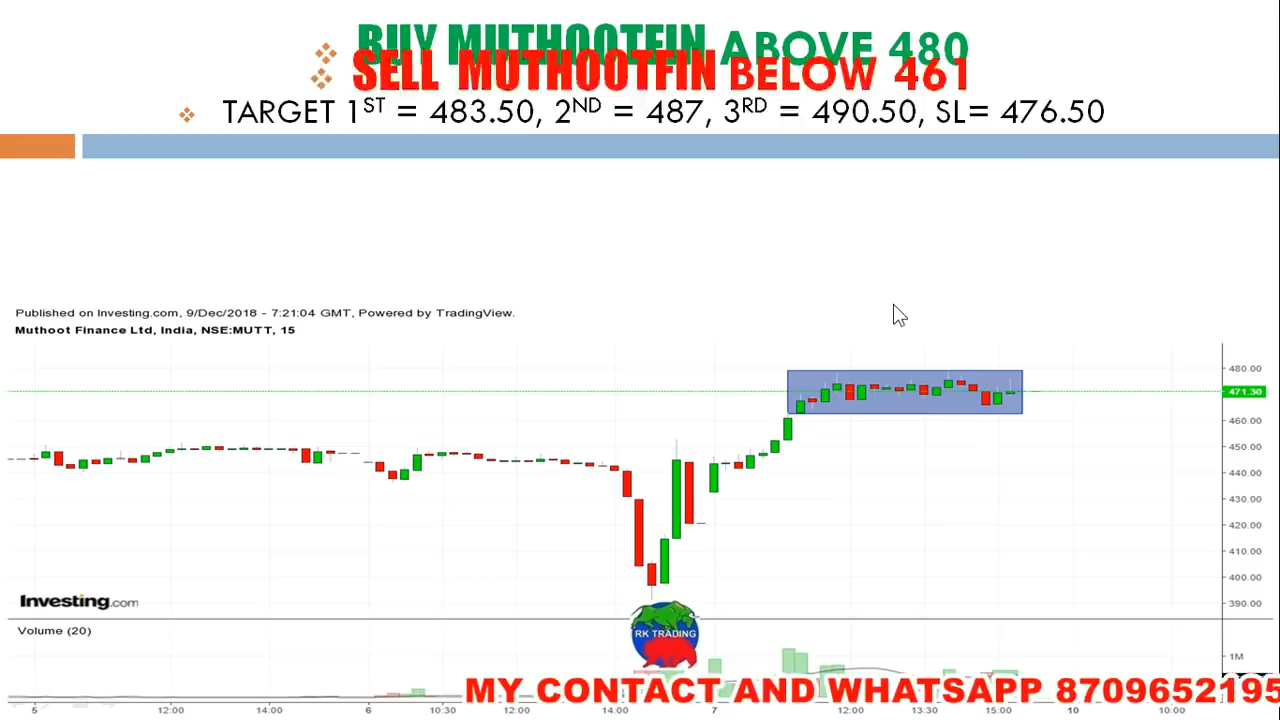 BUY MUTHOOTFIN ABOVE 480
SELL MUTHOOTFIN BELOW 461
TARGET 1ST = 483.50, 2ND = 487, 3RD = 490.50, SL= 476.50
Published on Investing.com, 9/Dec/2018 - 7:21:04 GMT, Powered by TradingView.
Muthoot Finance Ltd, India, NSE:MUTT, 15
480.00
471.30
460.00
450.00
440.00
430.00
420.00
410.00
400.00
390.00
Investing.com
RK TRADING
Volume (20)
1M
MY CONTACT AND WHATSAPP 8709652195
5 12:00 14:00 6 10:30 12:00 14:00 7 12:00 13:30 15:00 10 10:00